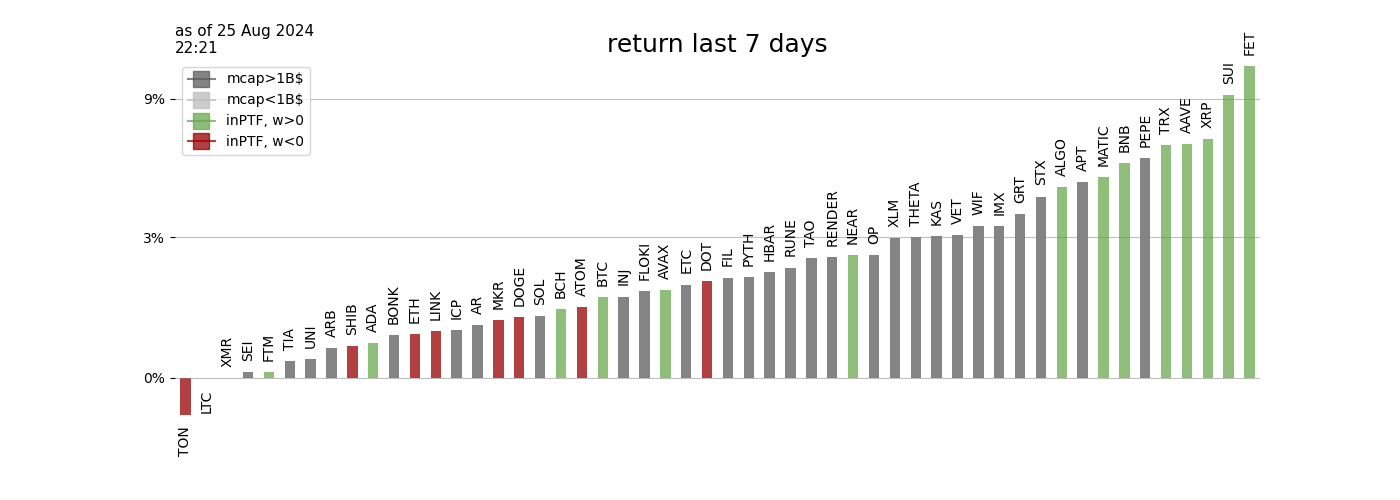 as of 25 Aug 2024
22:21
return last 7 days
mcap>1B$
mcap<1B$
inPTF, w>0
inPTF, w<0
9%
3%
0%
TON
LTC
XMR
SEI
FTM
TIA
UNI
ARB
SHIB
ADA
BONK
ETH
LINK
ICP
AR
MKR
DOGE
SOL
BCH
ATOM
BTC
INJ
FLOKI
AVAX
ETC
DOT
FIL
PYTH
HBAR
RUNE
TAO
RENDER
NEAR
OP
XLM
THETA
KAS
VET
WIF
IMX
GRT
STX
ALGO
APT
MATIC
BNB
PEPE
TRX
AAVE
XRP
SUI
FET